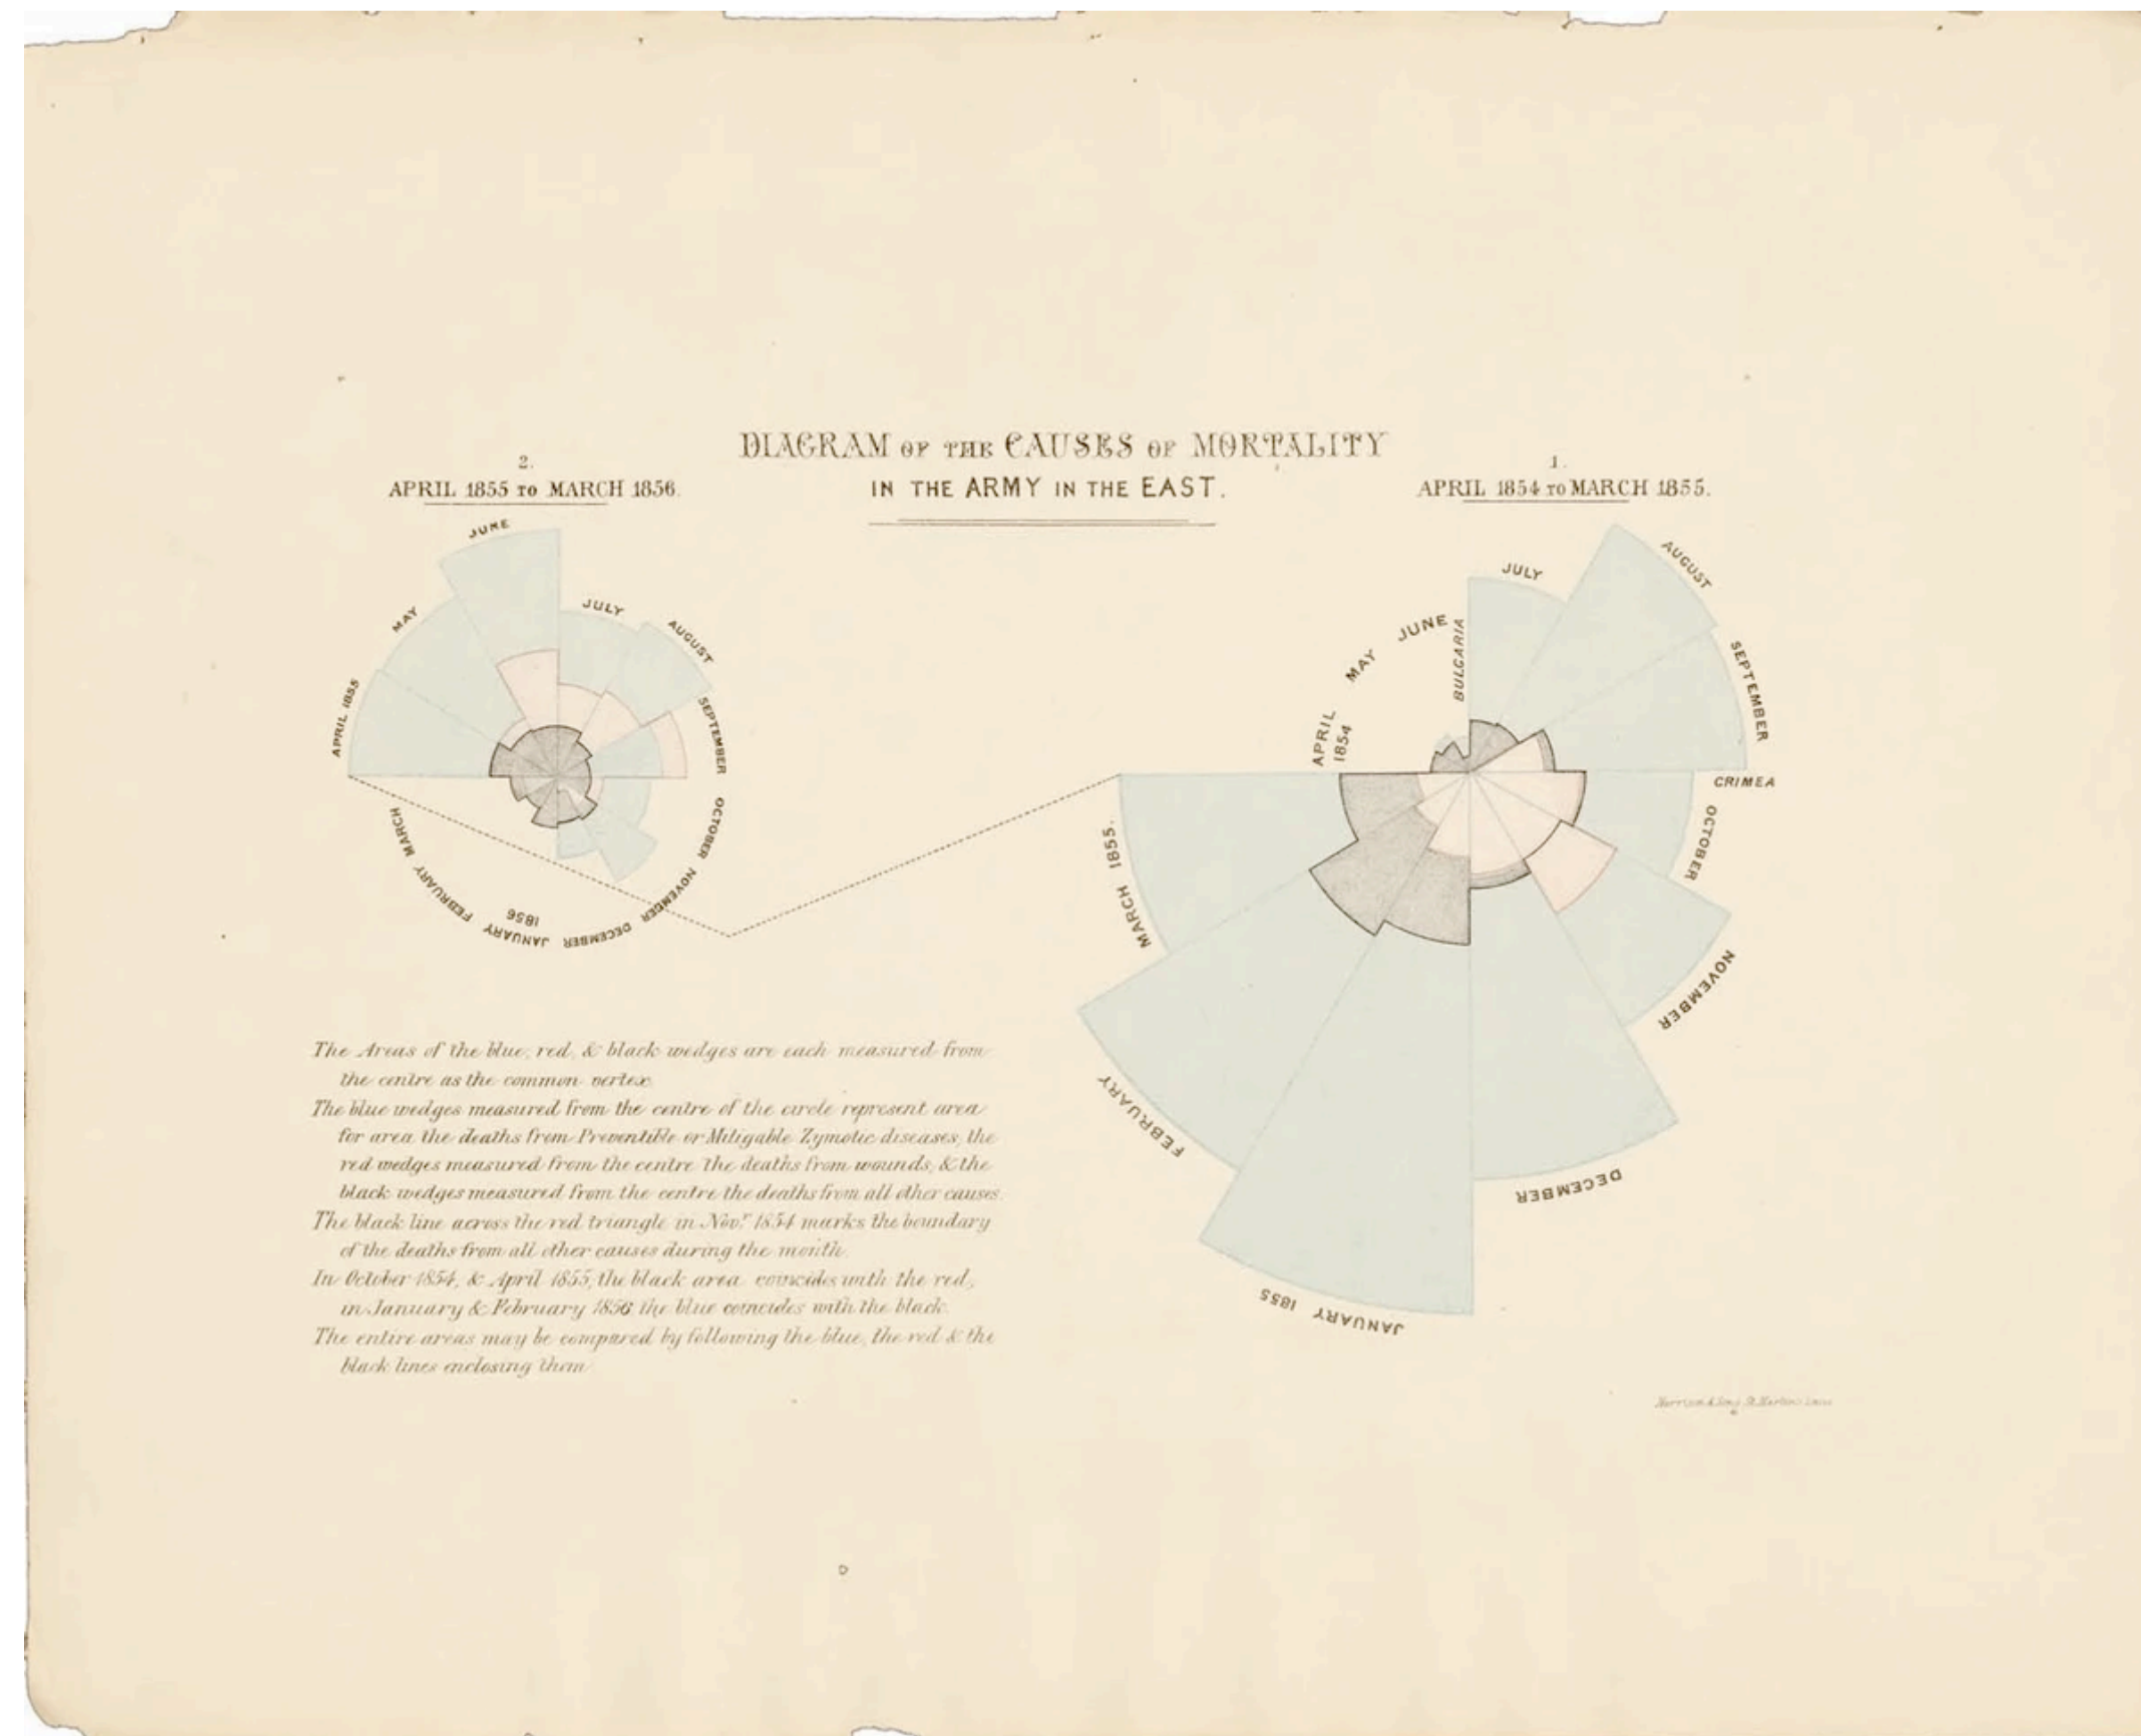 DIAGRAM OF THE CAUSES OF MORTALITY
IN THE ARMY IN THE EAST.
2.
APRIL 1855 TO MARCH 1856.
1.
APRIL 1854 TO MARCH 1855.
APRIL 1855
MAY
JUNE
JULY
AUGUST
SEPTEMBER
OCTOBER
NOVEMBER
DECEMBER
JANUARY
1856
FEBRUARY
MARCH
APRIL
1854
MAY
JUNE
BULGARIA
JULY
AUGUST
SEPTEMBER
CRIMEA
OCTOBER
NOVEMBER
DECEMBER
JANUARY 1855
FEBRUARY
MARCH 1855.
The Areas of the blue, red, & black wedges are each measured from
the centre as the common vertex
The blue wedges measured from the centre of the circle represent area
for area the deaths from Preventible or Mitigable Zymotic diseases, the
red wedges measured from the centre the deaths from wounds, & the
black wedges measured from the centre the deaths from all other causes.
The black line across the red triangle in Novr. 1854 marks the boundary
of the deaths from all other causes during the month.
In October 1854, & April 1855, the black area coincides with the red,
in January & February 1856 the blue coincides with the black.
The entire areas may be compared by following the blue, the red & the
black lines enclosing them
Harrison & Sons, St. Martins Lane